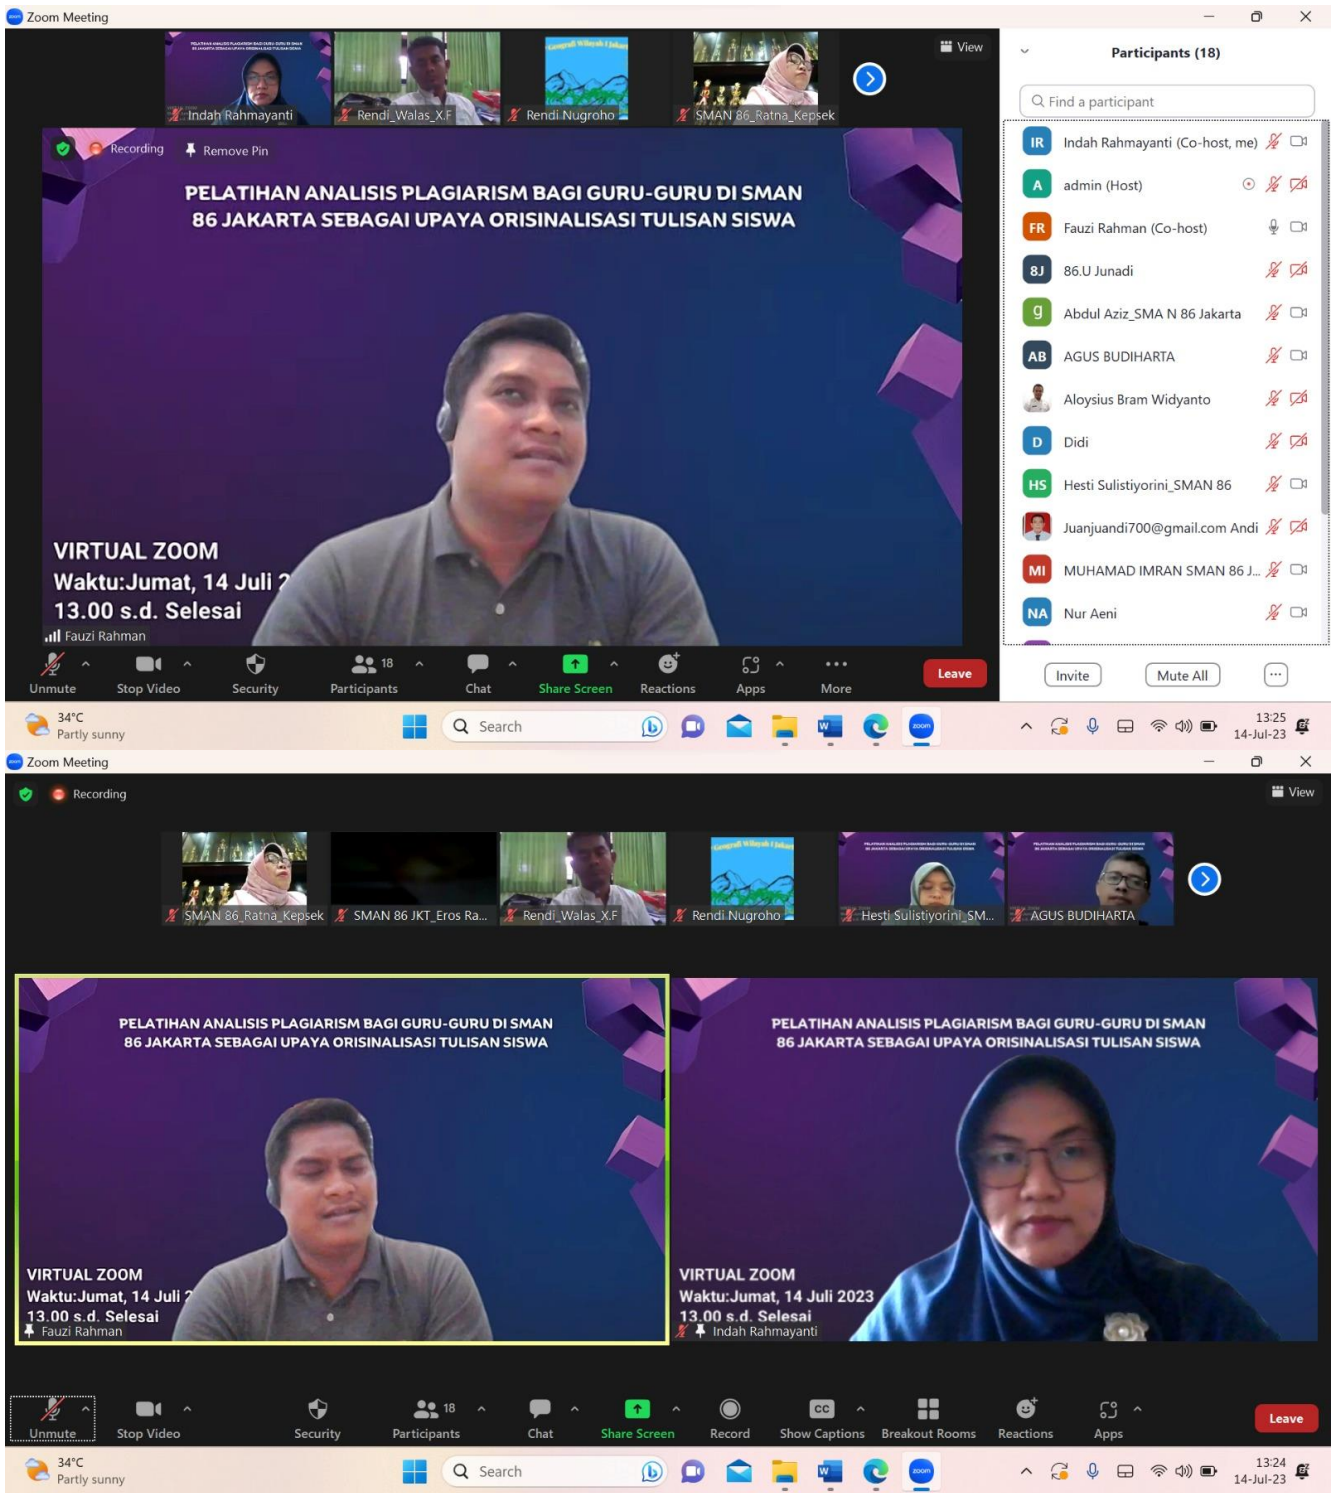 Zoom Meeting
View
Indah Rahmayanti
Rendi_Walas_X.F
Geografi Wilayah I Jakart
Rendi Nugroho
SMAN 86_Ratna_Kepsek
Recording
Remove Pin
PELATIHAN ANALISIS PLAGIARISM BAGI GURU-GURU DI SMAN
86 JAKARTA SEBAGAI UPAYA ORISINALISASI TULISAN SISWA
VIRTUAL ZOOM
Waktu:Jumat, 14 Juli 2
13.00 s.d. Selesai
Fauzi Rahman
Participants (18)
Find a participant
IR Indah Rahmayanti (Co-host, me)
A admin (Host)
FR Fauzi Rahman (Co-host)
8J 86.U Junadi
g Abdul Aziz_SMA N 86 Jakarta
AB AGUS BUDIHARTA
Aloysius Bram Widyanto
D Didi
HS Hesti Sulistiyorini_SMAN 86
Juanjuandi700@gmail.com Andi
MI MUHAMAD IMRAN SMAN 86 J...
NA Nur Aeni
Invite Mute All ...
Unmute Stop Video Security Participants 18 Chat Share Screen Reactions Apps More Leave
34°C
Partly sunny
Search
zoom
13:25
14-Jul-23
Zoom Meeting
Recording
View
SMAN 86_Ratna_Kepsek
SMAN 86 JKT_Eros Ra...
Rendi_Walas_X.F
Geografi Wilayah I Jakart
Rendi Nugroho
Hesti Sulistiyorini_SM...
AGUS BUDIHARTA
PELATIHAN ANALISIS PLAGIARISM BAGI GURU-GURU DI SMAN
86 JAKARTA SEBAGAI UPAYA ORISINALISASI TULISAN SISWA
VIRTUAL ZOOM
Waktu:Jumat, 14 Juli 2
13.00 s.d. Selesai
Fauzi Rahman
PELATIHAN ANALISIS PLAGIARISM BAGI GURU-GURU DI SMAN
86 JAKARTA SEBAGAI UPAYA ORISINALISASI TULISAN SISWA
VIRTUAL ZOOM
Waktu:Jumat, 14 Juli 2023
13.00 s.d. Selesai
Indah Rahmayanti
Unmute Stop Video Security Participants 18 Chat Share Screen Record CC Show Captions Breakout Rooms Reactions Apps Leave
34°C
Partly sunny
Search
zoom
13:24
14-Jul-23